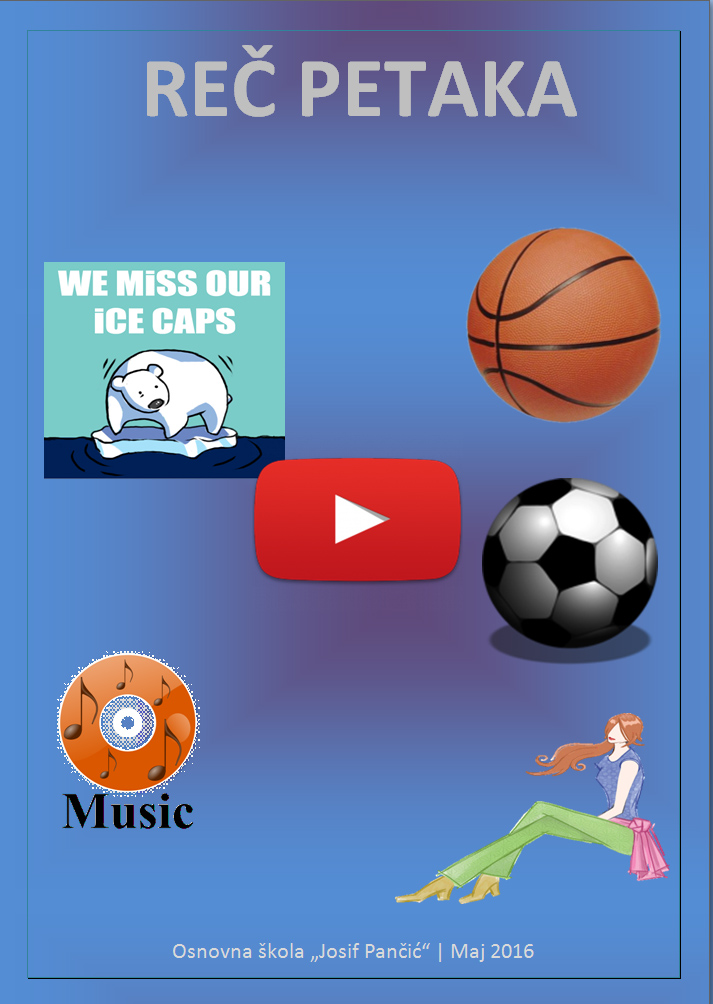 REČ PETAKA
WE MiSS OUR
iCE CAPS
Music
Osnovna škola „Josif Pančić“ | Maj 2016